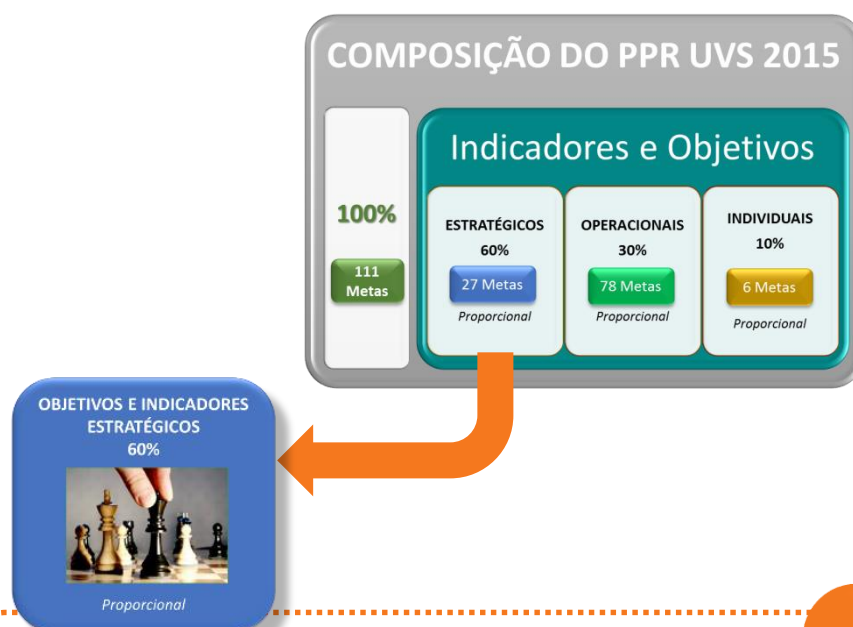 COMPOSIÇÃO DO PPR UVS 2015
Indicadores e Objetivos
100%
111
Metas
ESTRATÉGICOS
60%
27 Metas
Proporcional
OPERACIONAIS
30%
78 Metas
Proporcional
INDIVIDUAIS
10%
6 Metas
Proporcional
OBJETIVOS E INDICADORES
ESTRATÉGICOS
60%
Proporcional